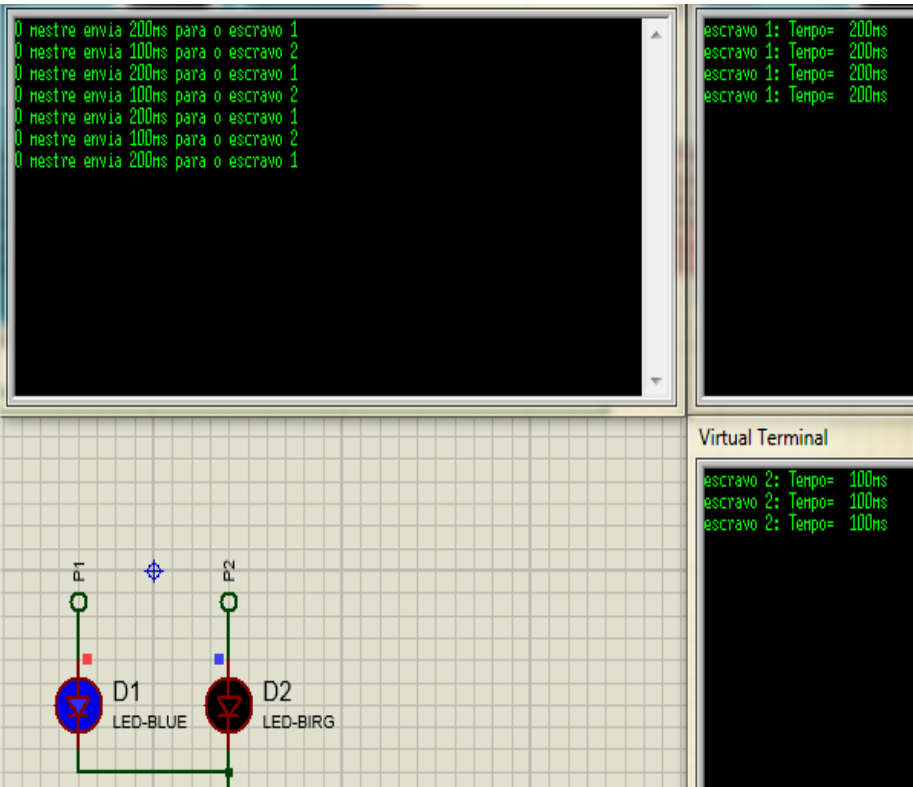 O mestre envia 200ms para o escravo 1
O mestre envia 100ms para o escravo 2
O mestre envia 200ms para o escravo 1
O mestre envia 100ms para o escravo 2
O mestre envia 200ms para o escravo 1
O mestre envia 100ms para o escravo 2
O mestre envia 200ms para o escravo 1
escravo 1: Tempo= 200ms
escravo 1: Tempo= 200ms
escravo 1: Tempo= 200ms
escravo 1: Tempo= 200ms
Virtual Terminal
escravo 2: Tempo= 100ms
escravo 2: Tempo= 100ms
escravo 2: Tempo= 100ms
P1
P2
D1
LED-BLUE
D2
LED-BIRG